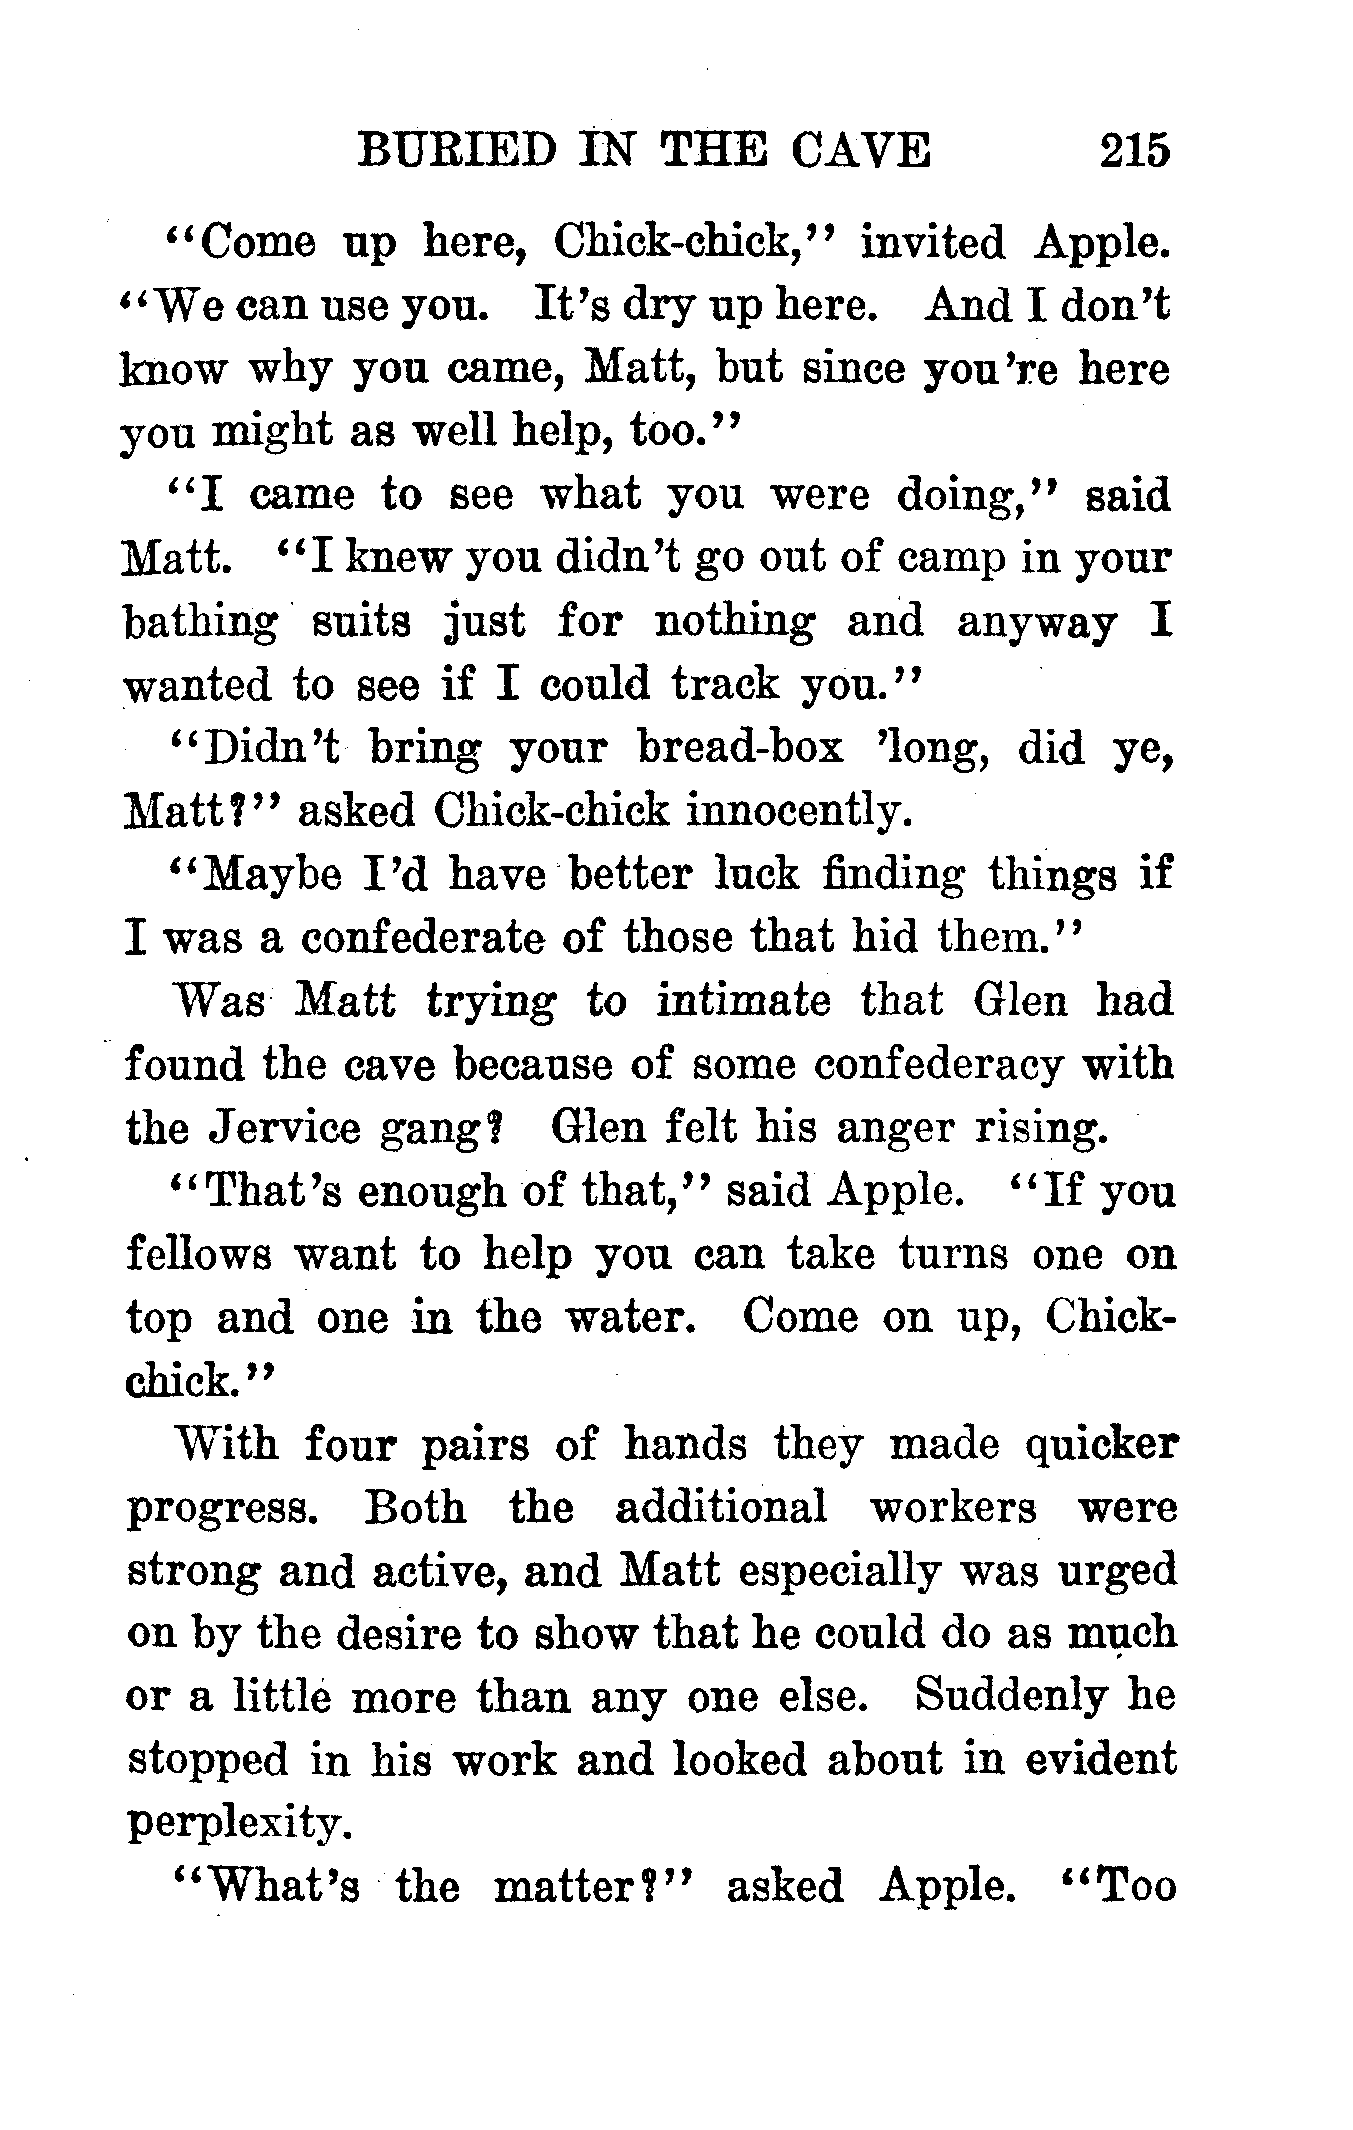 BURIED IN THE CAVE 215
“Come up here, Chick-chick,” invited Apple.
“We can use you. It’s dry up here. And I don’t
know why you came, Matt, but since you’re here
you might as well help, too.”
“I came to see what you were doing,” said
Matt. “I knew you didn’t go out of camp in your
bathing suits just for nothing and anyway I
wanted to see if I could track you.”
“Didn’t bring your bread-box ’long, did ye,
Matt?” asked Chick-chick innocently.
“Maybe I’d have better luck finding things if
I was a confederate of those that hid them.”
Was Matt trying to intimate that Glen had
found the cave because of some confederacy with
the Jervice gang? Glen felt his anger rising.
“That’s enough of that,” said Apple. “If you
fellows want to help you can take turns one on
top and one in the water. Come on up, Chick-
chick.”
With four pairs of hands they made quicker
progress. Both the additional workers were
strong and active, and Matt especially was urged
on by the desire to show that he could do as much
or a little more than any one else. Suddenly he
stopped in his work and looked about in evident
perplexity.
“What’s the matter?” asked Apple. “Too